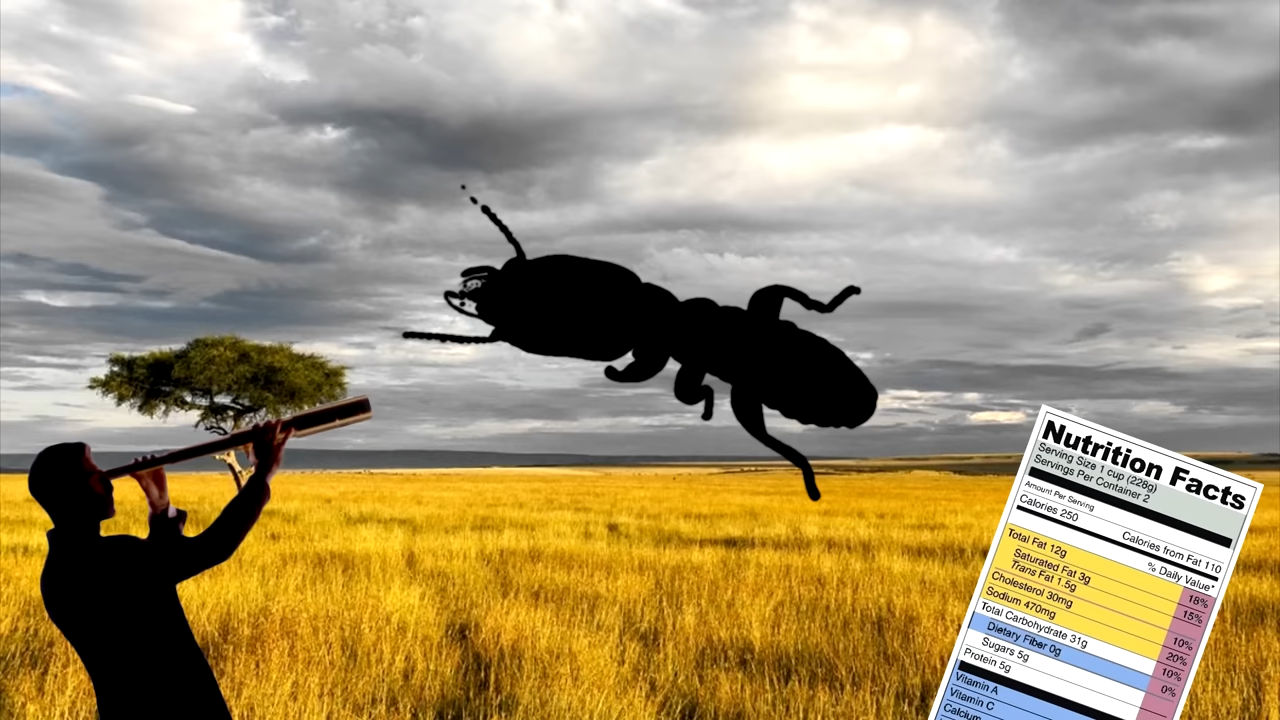 Nutrition Facts
Serving Size 1 cup (228g)
Servings Per Container 2
Amount Per Serving
Calories 250 Calories from Fat 110
% Daily Value*
Total Fat 12g 18%
Saturated Fat 3g 15%
Trans Fat 1.5g
Cholesterol 30mg 10%
Sodium 470mg 20%
Total Carbohydrate 31g 10%
Dietary Fiber 0g 0%
Sugars 5g
Protein 5g
Vitamin A
Vitamin C
Calcium